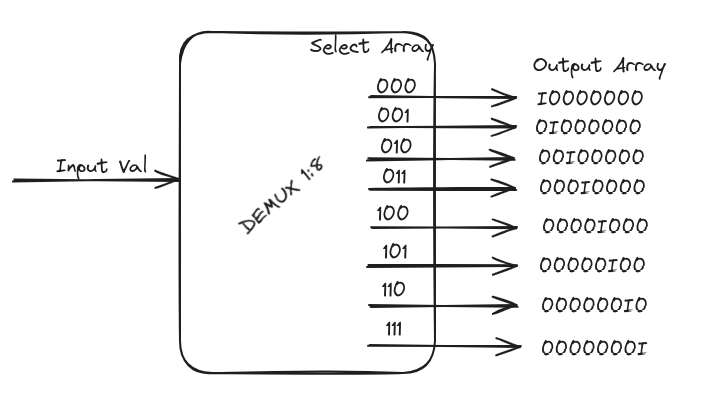 Select Array
Output Array
Input Val
DEMUX 1:8
000
I0000000
001
0I000000
010
00I00000
011
000I0000
100
0000I000
101
00000I00
110
000000I0
111
0000000I